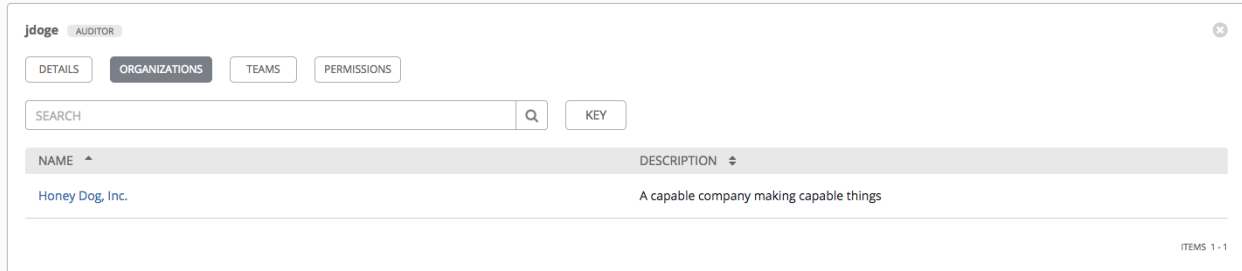 jdoge AUDITOR
DETAILS ORGANIZATIONS TEAMS PERMISSIONS
SEARCH KEY
NAME DESCRIPTION
Honey Dog, Inc. A capable company making capable things
ITEMS 1 - 1